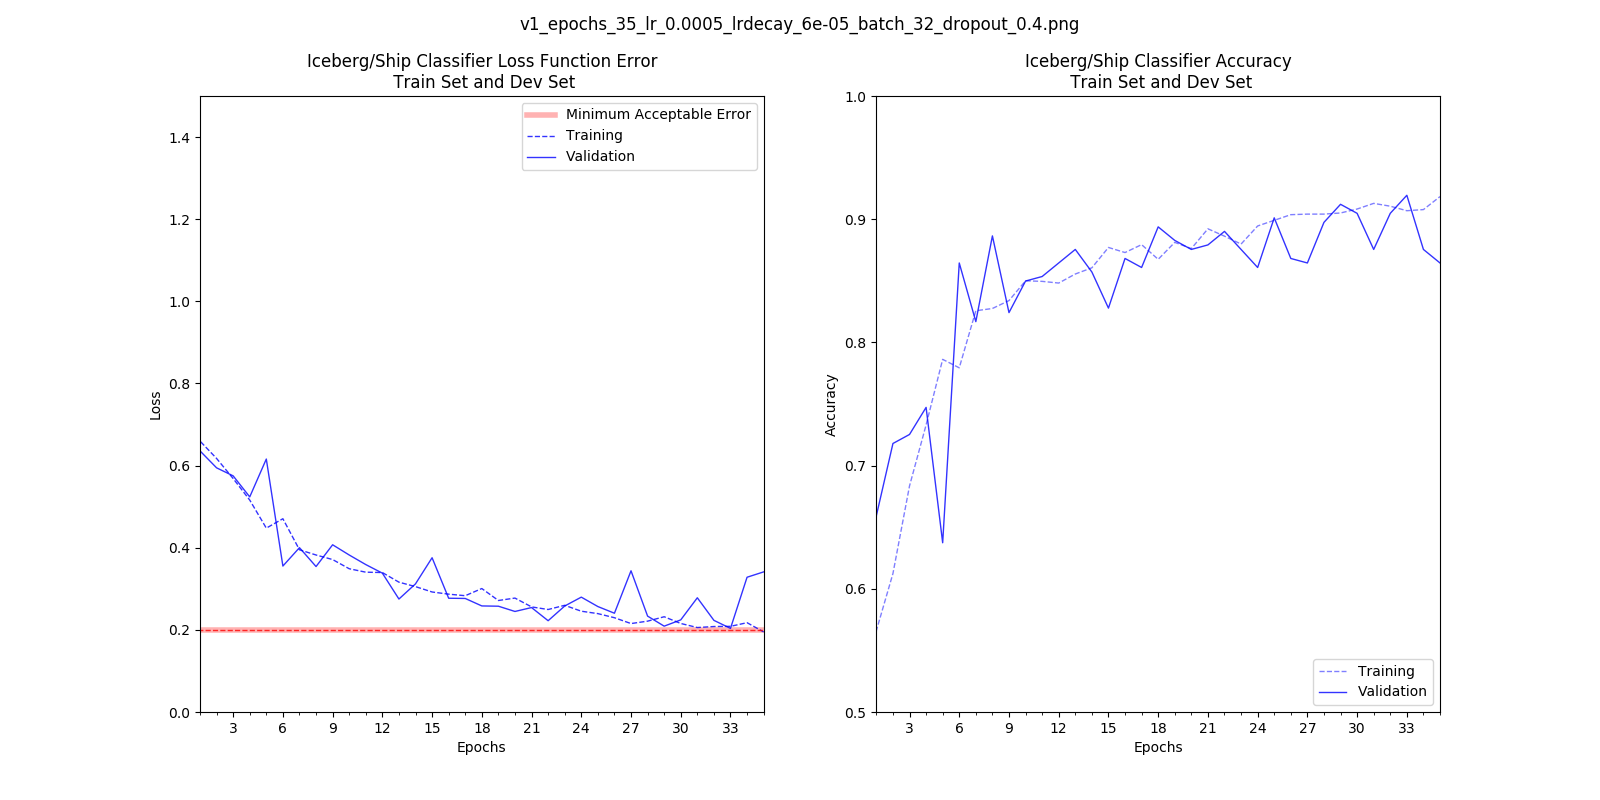 v1_epochs_35_lr_0.0005_lrdecay_6e-05_batch_32_dropout_0.4.png
Iceberg/Ship Classifier Loss Function Error
Train Set and Dev Set
Minimum Acceptable Error
Training
Validation
1.4
1.2
1.0
0.8
0.6
0.4
0.2
0.0
Loss
3 6 9 12 15 18 21 24 27 30 33
Epochs
Iceberg/Ship Classifier Accuracy
Train Set and Dev Set
1.0
0.9
0.8
0.7
0.6
0.5
Accuracy
Training
Validation
3 6 9 12 15 18 21 24 27 30 33
Epochs